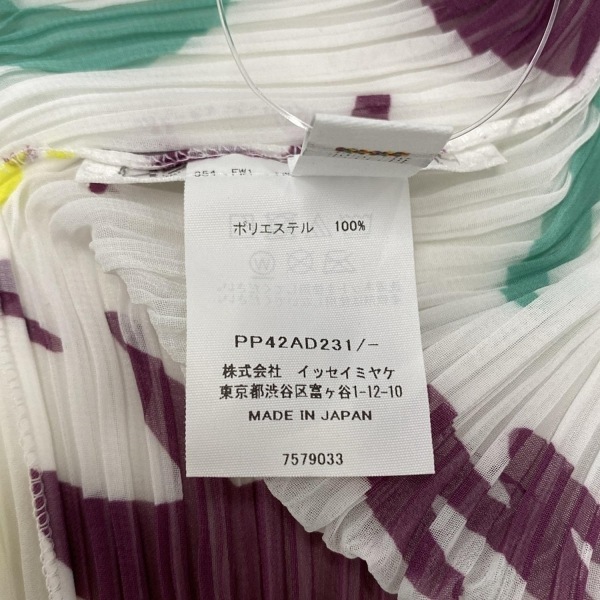 ポリエステル 100%
PP42AD231/-
株式会社 イッセイミヤケ
東京都渋谷区富ヶ谷1-12-10
MADE IN JAPAN
7579033